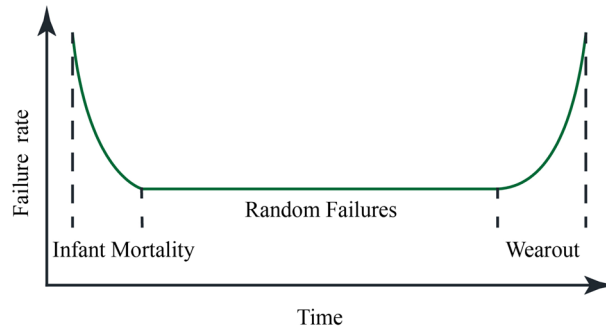 Failure rate
Random Failures
Infant Mortality
Wearout
Time